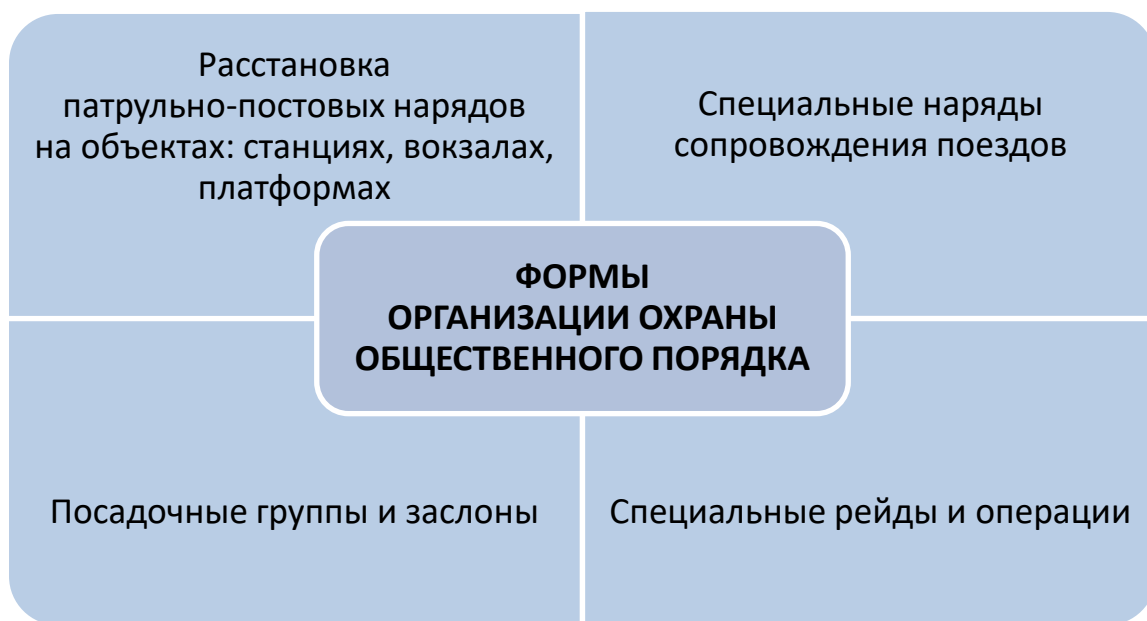 Расстановка
патрульно-постовых нарядов
на объектах: станциях, вокзалах,
платформах
Специальные наряды
сопровождения поездов
ФОРМЫ
ОРГАНИЗАЦИИ ОХРАНЫ
ОБЩЕСТВЕННОГО ПОРЯДКА
Посадочные группы и заслоны
Специальные рейды и операции